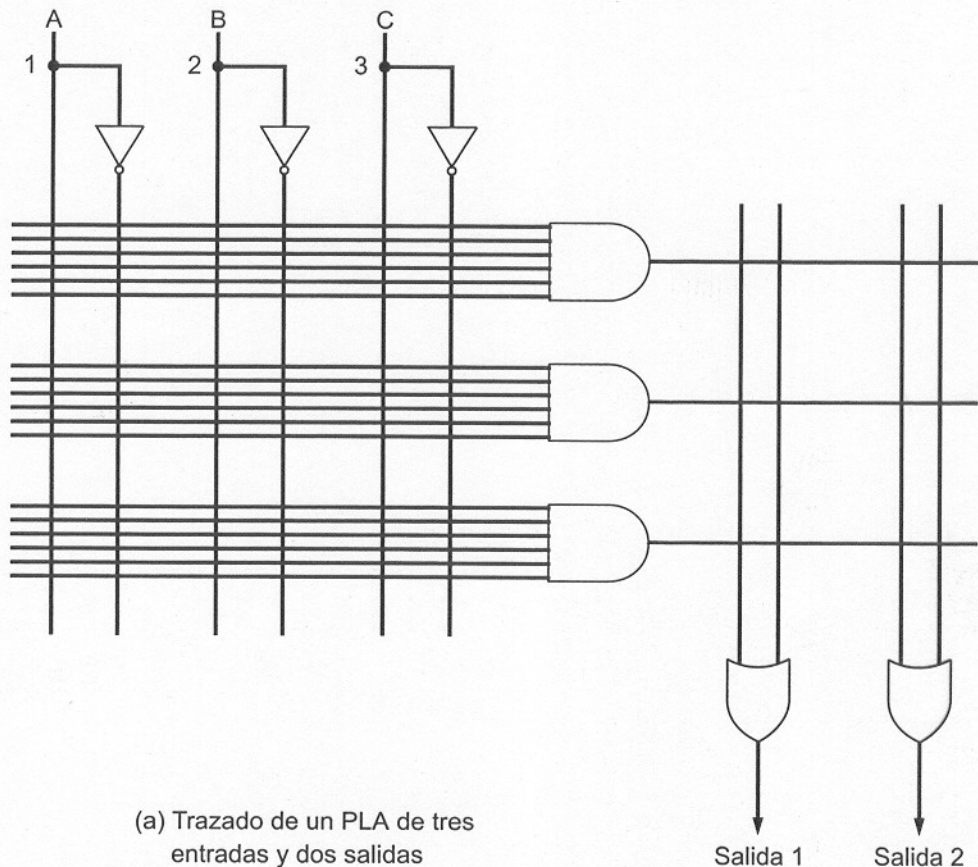 A B C
1 2 3
(a) Trazado de un PLA de tres
entradas y dos salidas
Salida 1 Salida 2